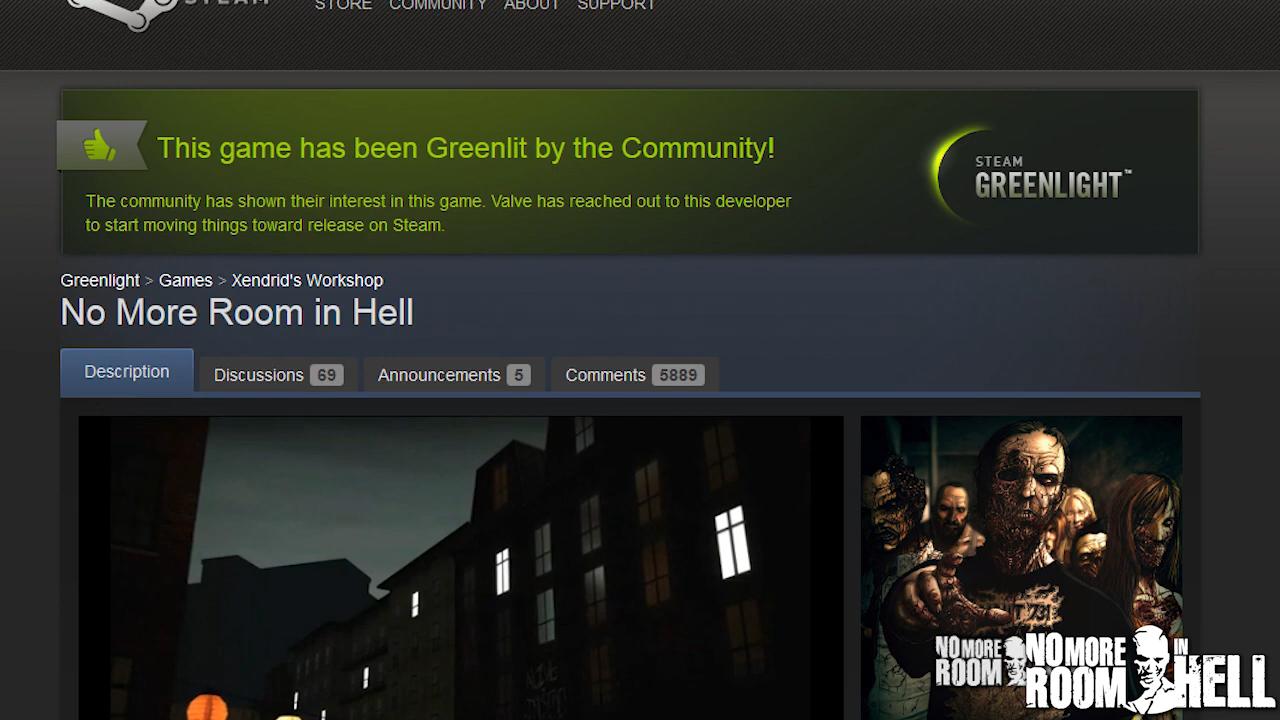 STEAM
STORE COMMUNITY ABOUT SUPPORT
This game has been Greenlit by the Community!
The community has shown their interest in this game. Valve has reached out to this developer
to start moving things toward release on Steam.
STEAM
GREENLIGHT™
Greenlight > Games > Xendrid's Workshop
No More Room in Hell
Description Discussions 69 Announcements 5 Comments 5889
NO MORE
ROOM
NO MORE
ROOM
IN
HELL